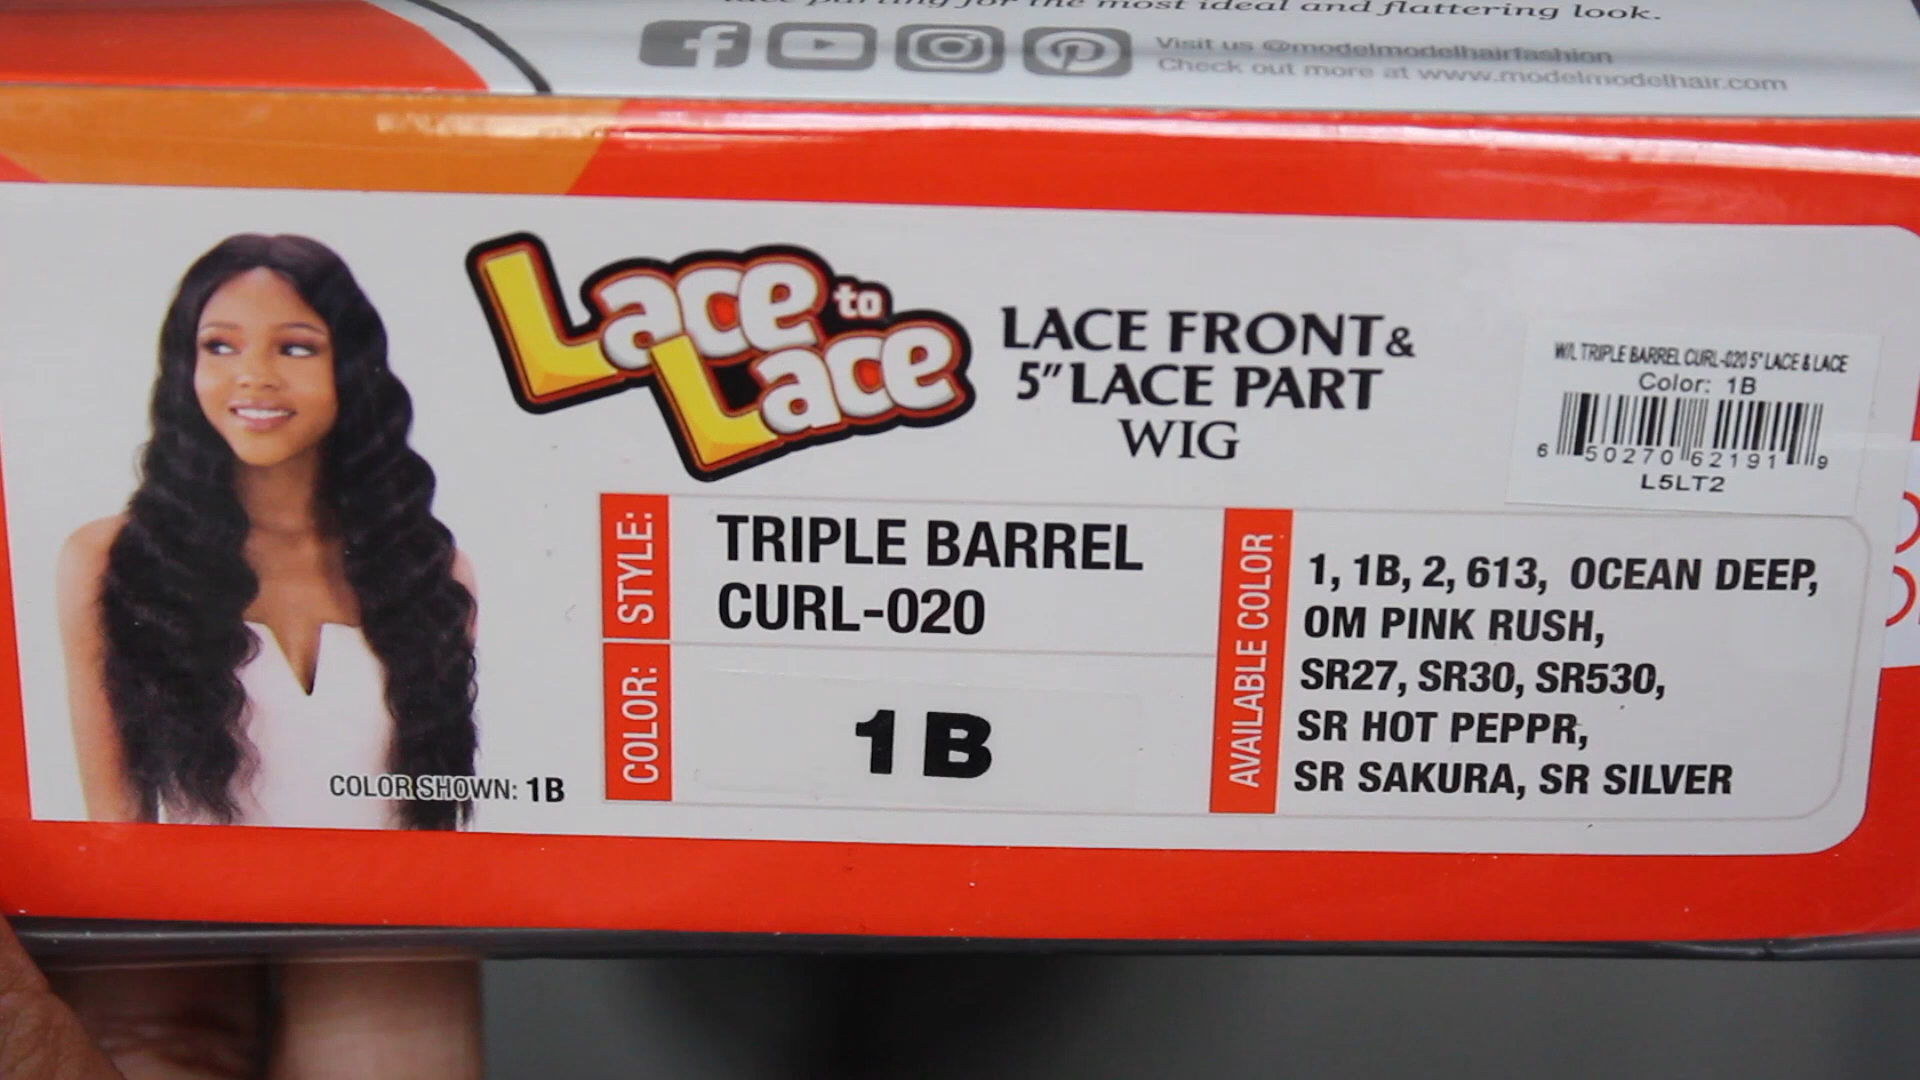 lace parting for the most ideal and flattering look.
Visit us @modelmodelhairfashion
Check out more at www.modelmodelhair.com
Lace to Lace
LACE FRONT &
5" LACE PART
WIG
W/L TRIPLE BARREL CURL-020 5" LACE & LACE
Color: 1B
6 50270 62191 9
L5LT2
STYLE:
TRIPLE BARREL
CURL-020
COLOR:
1B
AVAILABLE COLOR
1, 1B, 2, 613, OCEAN DEEP,
OM PINK RUSH,
SR27, SR30, SR530,
SR HOT PEPPR,
SR SAKURA, SR SILVER
COLOR SHOWN: 1B